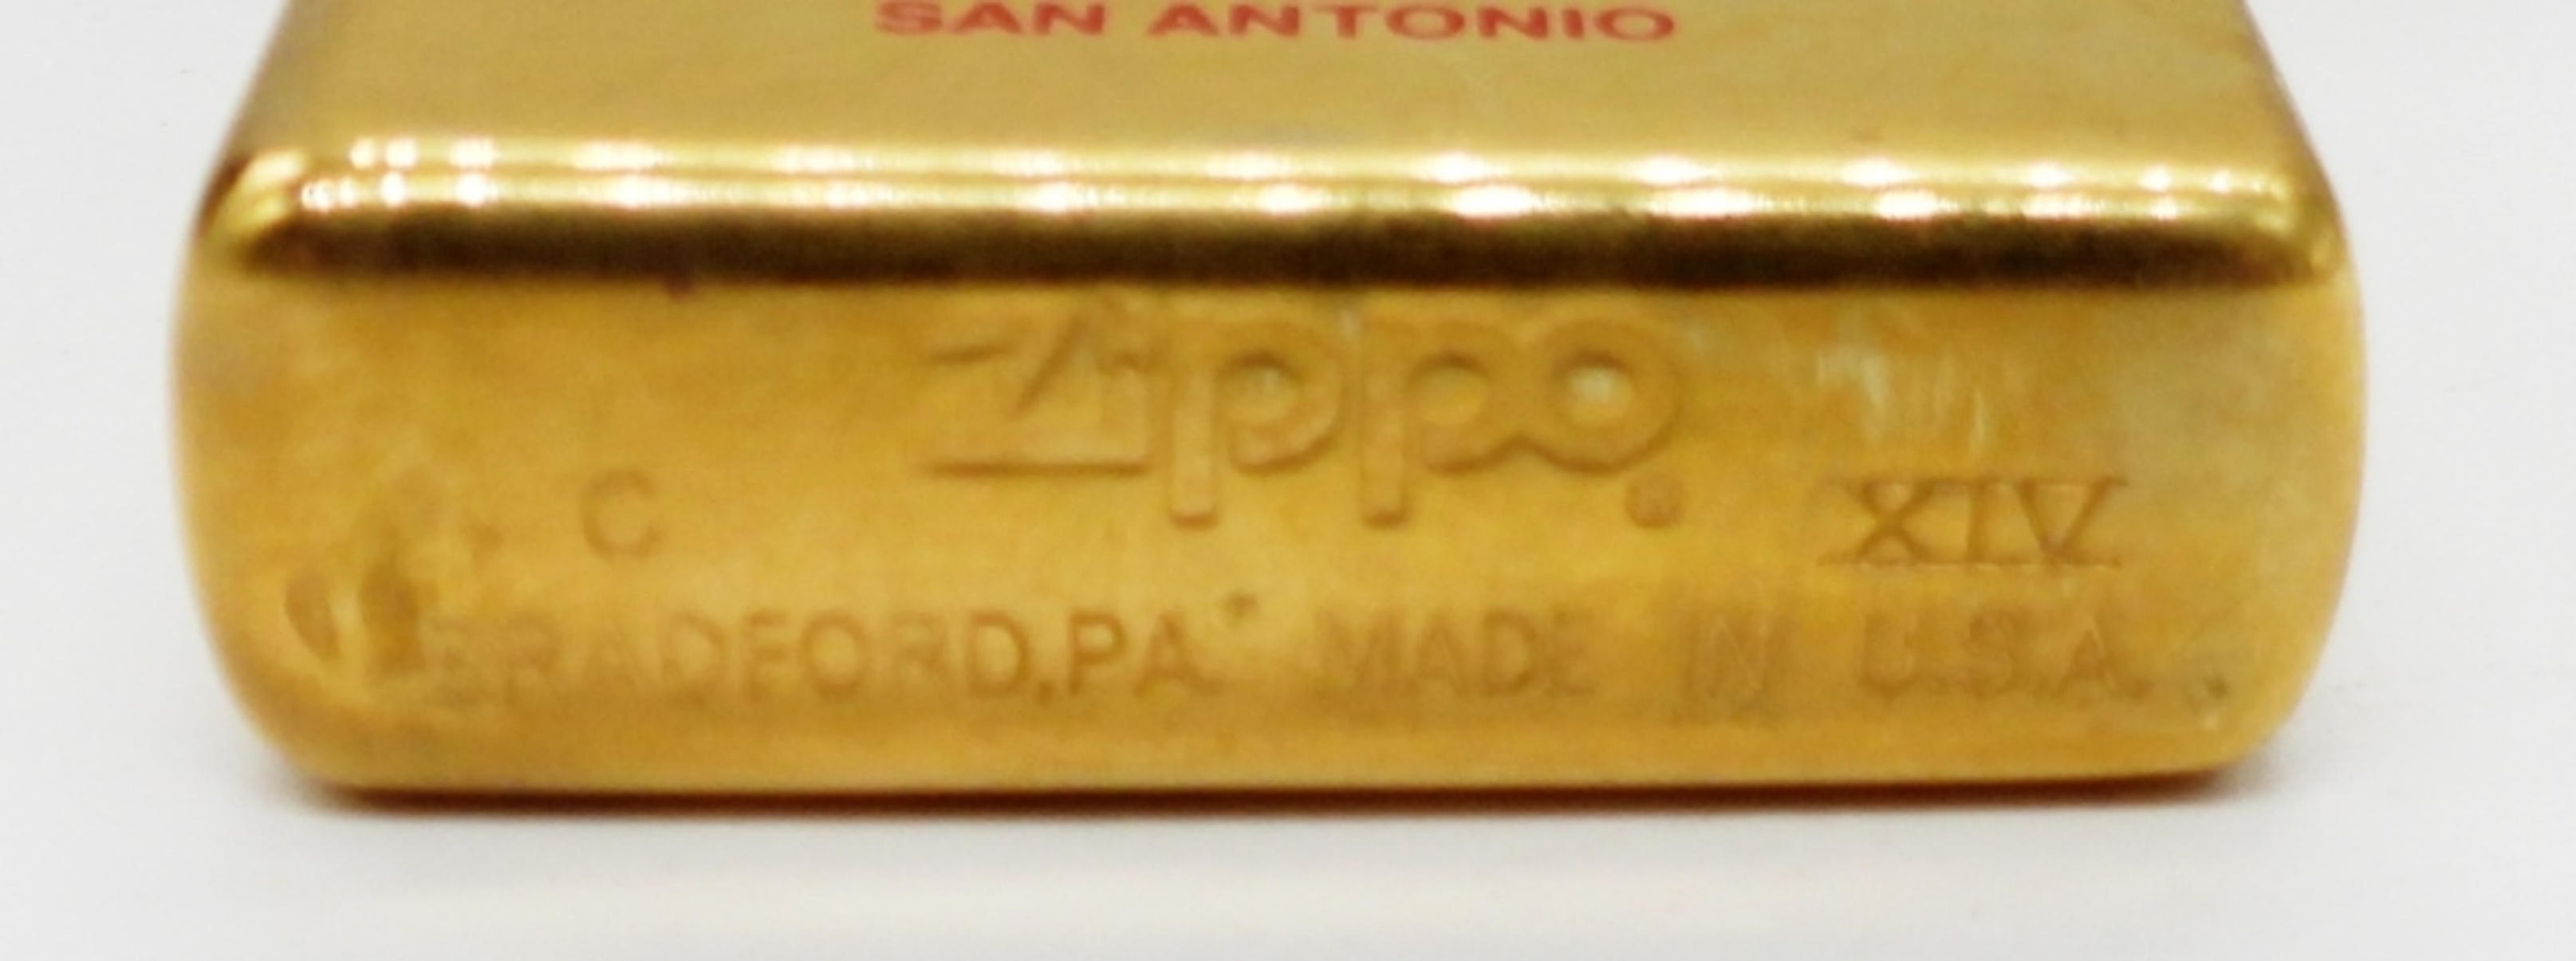 SAN ANTONIO
Zippo®
C XIV
BRADFORD,PA. MADE IN U.S.A.